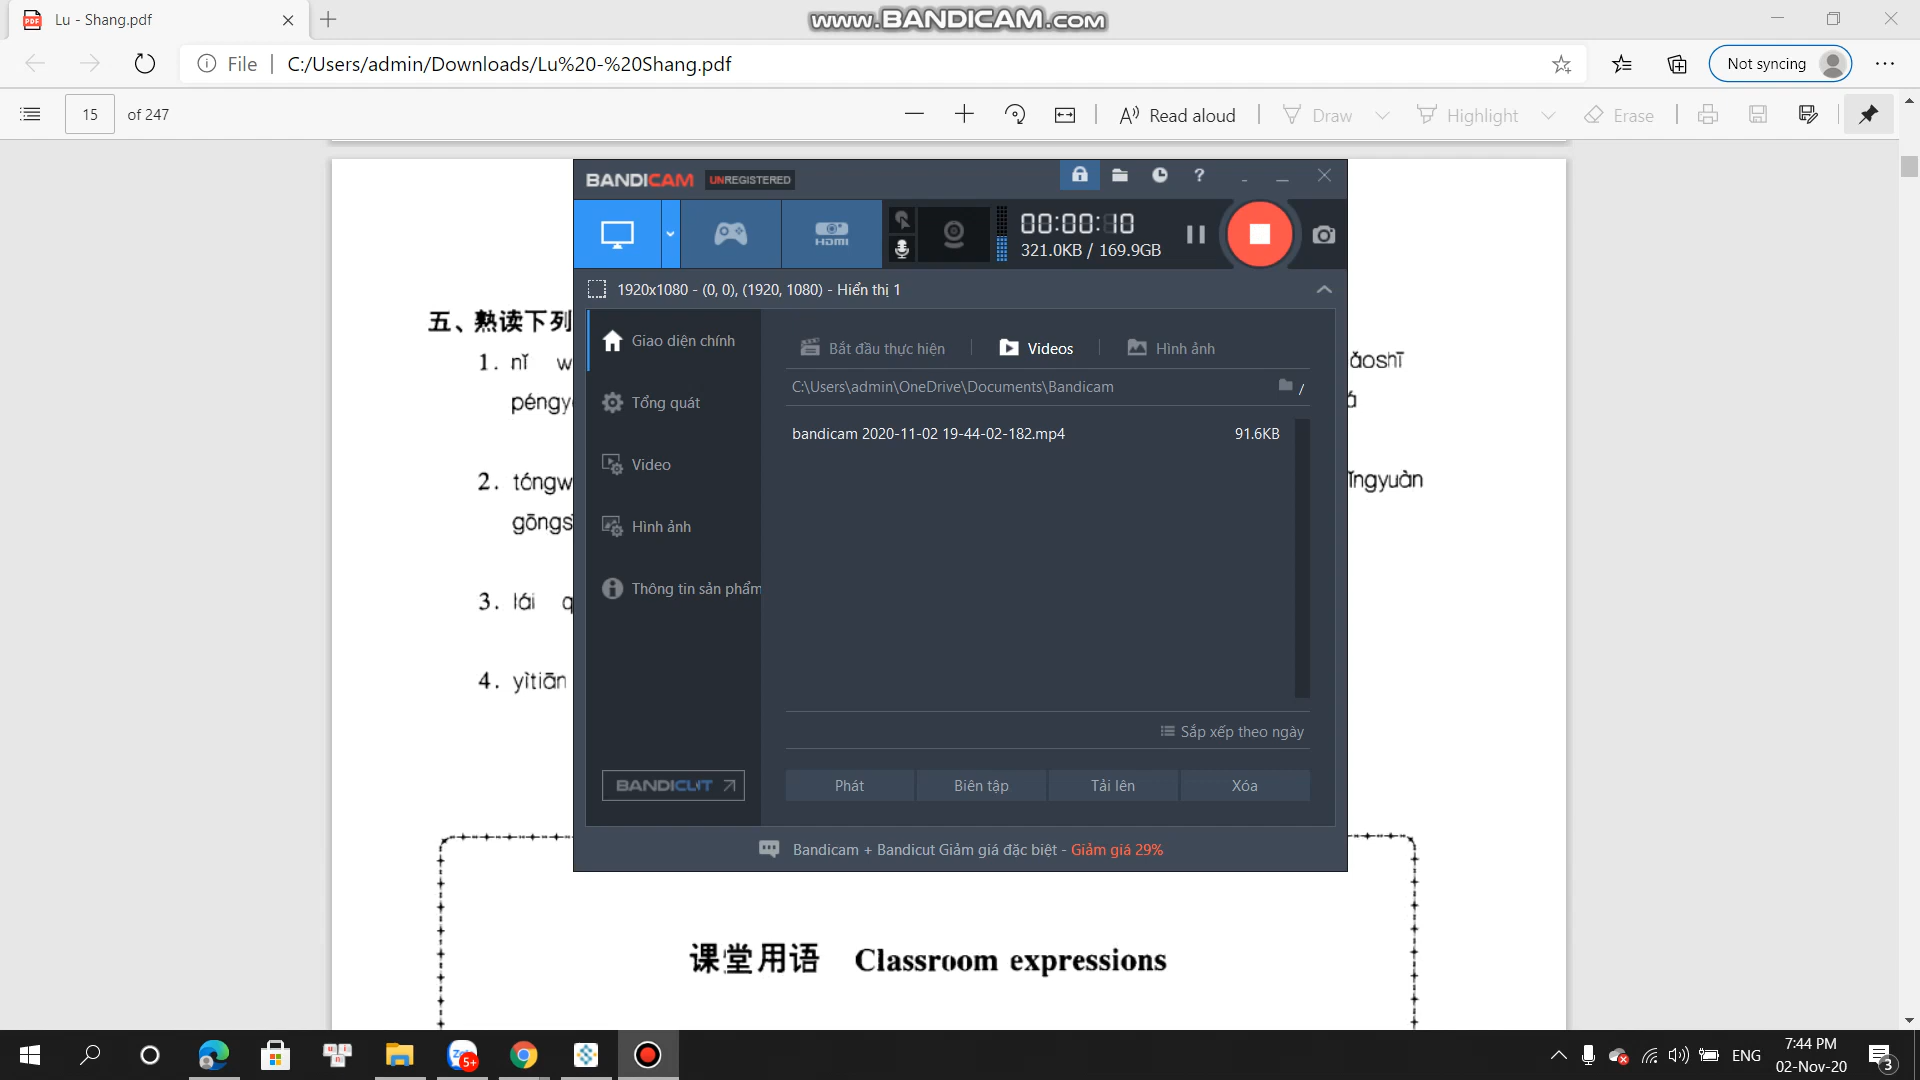 Lu - Shang.pdf
www.BANDICAM.com
File
C:/Users/admin/Downloads/Lu%20-%20Shang.pdf
Not syncing
15 of 247
Read aloud
Draw
Highlight
Erase
BANDICAM UNREGISTERED
HDMI
00:00:10
321.0KB / 169.9GB
1920x1080 - (0, 0), (1920, 1080) - Hiển thị 1
Giao diện chính
Tổng quát
Video
Hình ảnh
Thông tin sản phẩm
BANDICUT
Bắt đầu thực hiện
Videos
Hình ảnh
C:\Users\admin\OneDrive\Documents\Bandicam
/
bandicam 2020-11-02 19-44-02-182.mp4 91.6KB
Sắp xếp theo ngày
Phát
Biên tập
Tải lên
Xóa
Bandicam + Bandicut Giảm giá đặc biệt - Giảm giá 29%
五、熟读下列
1. nǐ w
ǎoshī
péngy
2. tóngw
ǐngyuàn
gōngs
3. lái q
4. yìtiān
课堂用语 Classroom expressions
5+
ENG
7:44 PM
02-Nov-20
3